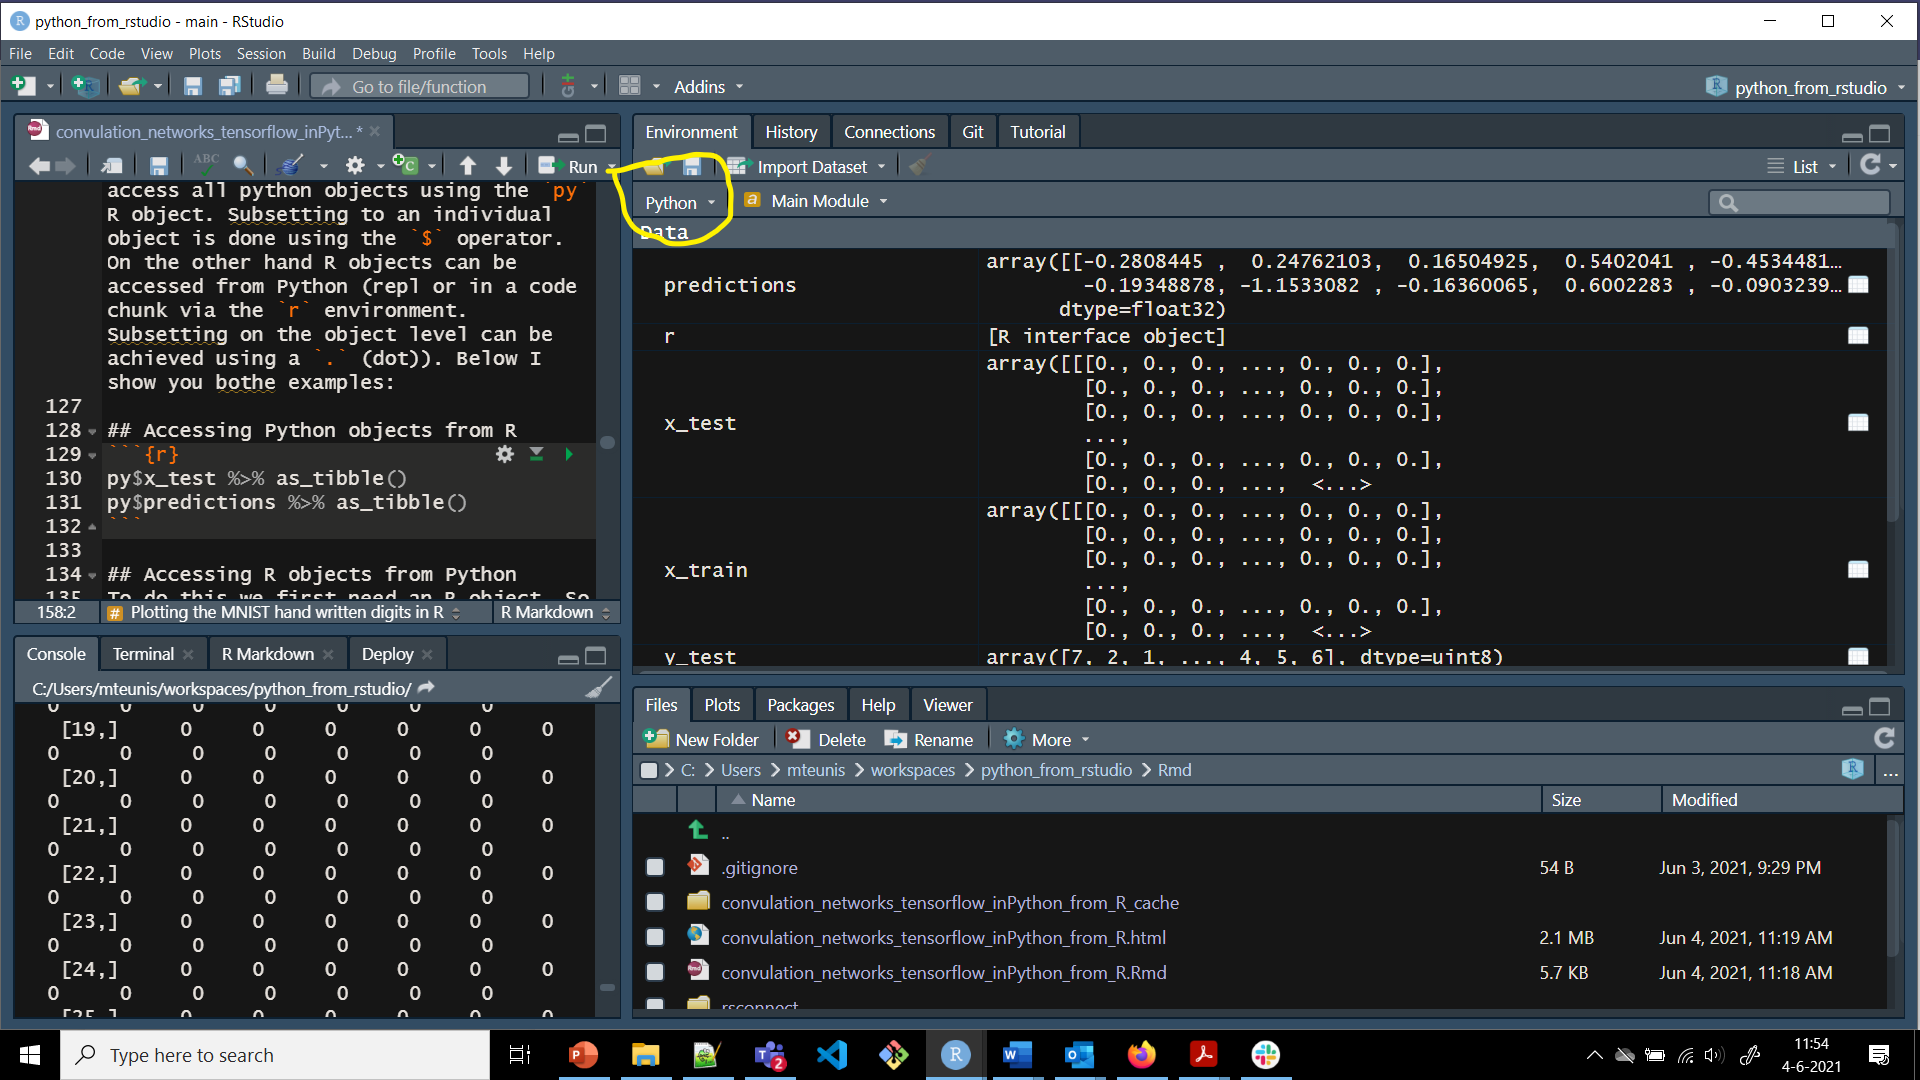 python_from_rstudio - main - RStudio
File Edit Code View Plots Session Build Debug Profile Tools Help
Go to file/function Addins python_from_rstudio
convulation_networks_tensorflow_inPyt... *
ABC Run
access all python objects using the `py`
R object. Subsetting to an individual
object is done using the `$` operator.
On the other hand R objects can be
accessed from Python (repl or in a code
chunk via the `r` environment.
Subsetting on the object level can be
achieved using a `.` (dot)). Below I
show you bothe examples:
127
128 ## Accessing Python objects from R
129 ```{r}
130 py$x_test %>% as_tibble()
131 py$predictions %>% as_tibble()
132 ```
133
134 ## Accessing R objects from Python
135 To do this we first need an R object. So
158:2 # Plotting the MNIST hand written digits in R R Markdown
Console Terminal R Markdown Deploy
C:/Users/mteunis/workspaces/python_from_rstudio/
0 0 0 0 0 0 0
[19,] 0 0 0 0 0 0
0 0 0 0 0 0 0
[20,] 0 0 0 0 0 0
0 0 0 0 0 0 0
[21,] 0 0 0 0 0 0
0 0 0 0 0 0 0
[22,] 0 0 0 0 0 0
0 0 0 0 0 0 0
[23,] 0 0 0 0 0 0
0 0 0 0 0 0 0
[24,] 0 0 0 0 0 0
0 0 0 0 0 0 0
[25,] 0 0 0 0 0 0
Environment History Connections Git Tutorial
Import Dataset List
Python a Main Module
Data
predictions
array([[-0.2808445 , 0.24762103, 0.16504925, 0.5402041 , -0.4534481…
-0.19348878, -1.1533082 , -0.16360065, 0.6002283 , -0.0903239…
dtype=float32)
r [R interface object]
x_test
array([[[0., 0., 0., ..., 0., 0., 0.],
[0., 0., 0., ..., 0., 0., 0.],
[0., 0., 0., ..., 0., 0., 0.],
...,
[0., 0., 0., ..., 0., 0., 0.],
[0., 0., 0., ..., <...>
x_train
array([[[0., 0., 0., ..., 0., 0., 0.],
[0., 0., 0., ..., 0., 0., 0.],
[0., 0., 0., ..., 0., 0., 0.],
...,
[0., 0., 0., ..., 0., 0., 0.],
[0., 0., 0., ..., <...>
y_test array([7, 2, 1, ..., 4, 5, 6], dtype=uint8)
Files Plots Packages Help Viewer
New Folder Delete Rename More
C: Users mteunis workspaces python_from_rstudio Rmd ...
Name Size Modified
..
.gitignore 54 B Jun 3, 2021, 9:29 PM
convulation_networks_tensorflow_inPython_from_R_cache
convulation_networks_tensorflow_inPython_from_R.html 2.1 MB Jun 4, 2021, 11:19 AM
convulation_networks_tensorflow_inPython_from_R.Rmd 5.7 KB Jun 4, 2021, 11:18 AM
rsconnect
Type here to search
2
11:54
4-6-2021